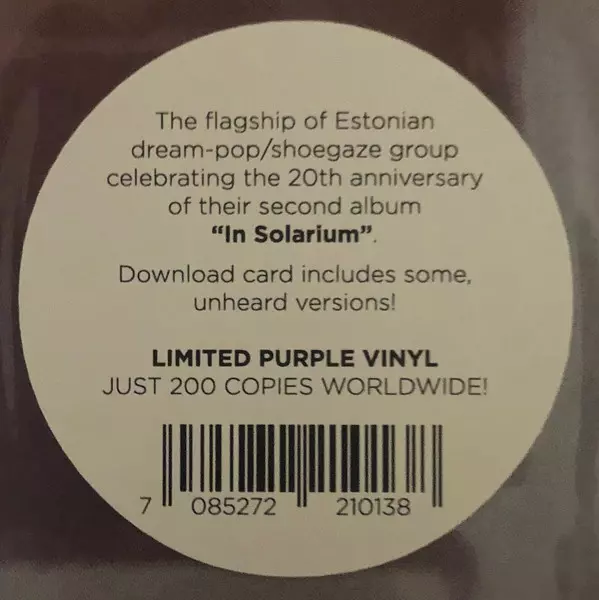 The flagship of Estonian
dream-pop/shoegaze group
celebrating the 20th anniversary
of their second album
“In Solarium”.
Download card includes some,
unheard versions!
LIMITED PURPLE VINYL
JUST 200 COPIES WORLDWIDE!
7 085272 210138